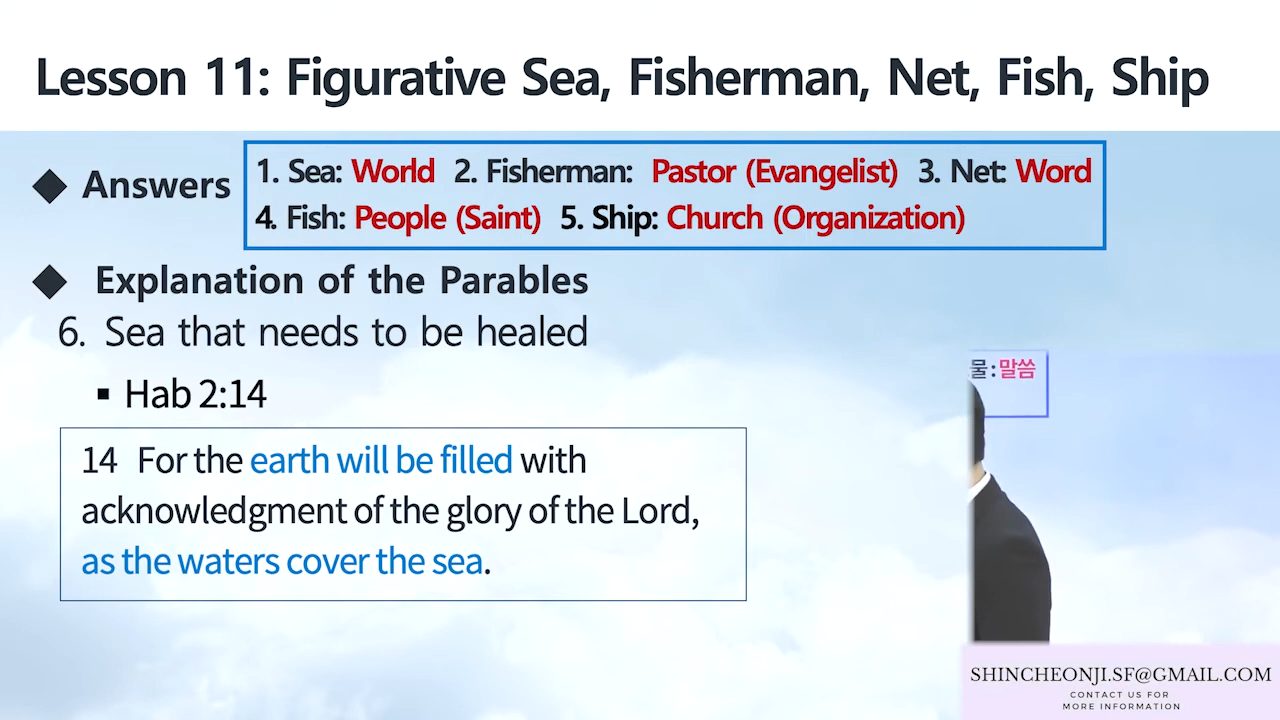 Lesson 11: Figurative Sea, Fisherman, Net, Fish, Ship
◆ Answers
1. Sea: World 2. Fisherman: Pastor (Evangelist) 3. Net: Word
4. Fish: People (Saint) 5. Ship: Church (Organization)
◆ Explanation of the Parables
6. Sea that needs to be healed
▪ Hab 2:14
14 For the earth will be filled with
acknowledgment of the glory of the Lord,
as the waters cover the sea.
물:말씀
SHINCHEONJI.SF@GMAIL.COM
CONTACT US FOR
MORE INFORMATION